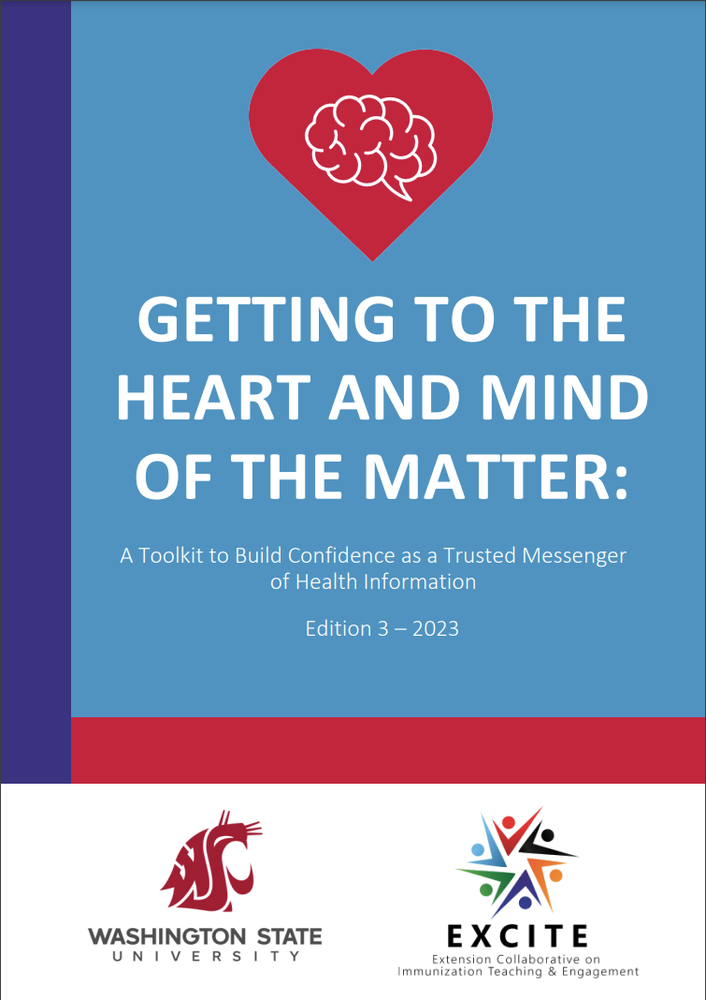 GETTING TO THE
HEART AND MIND
OF THE MATTER:
A Toolkit to Build Confidence as a Trusted Messenger
of Health Information
Edition 3 – 2023
WASHINGTON STATE
UNIVERSITY
EXCITE
Extension Collaborative on
Immunization Teaching & Engagement